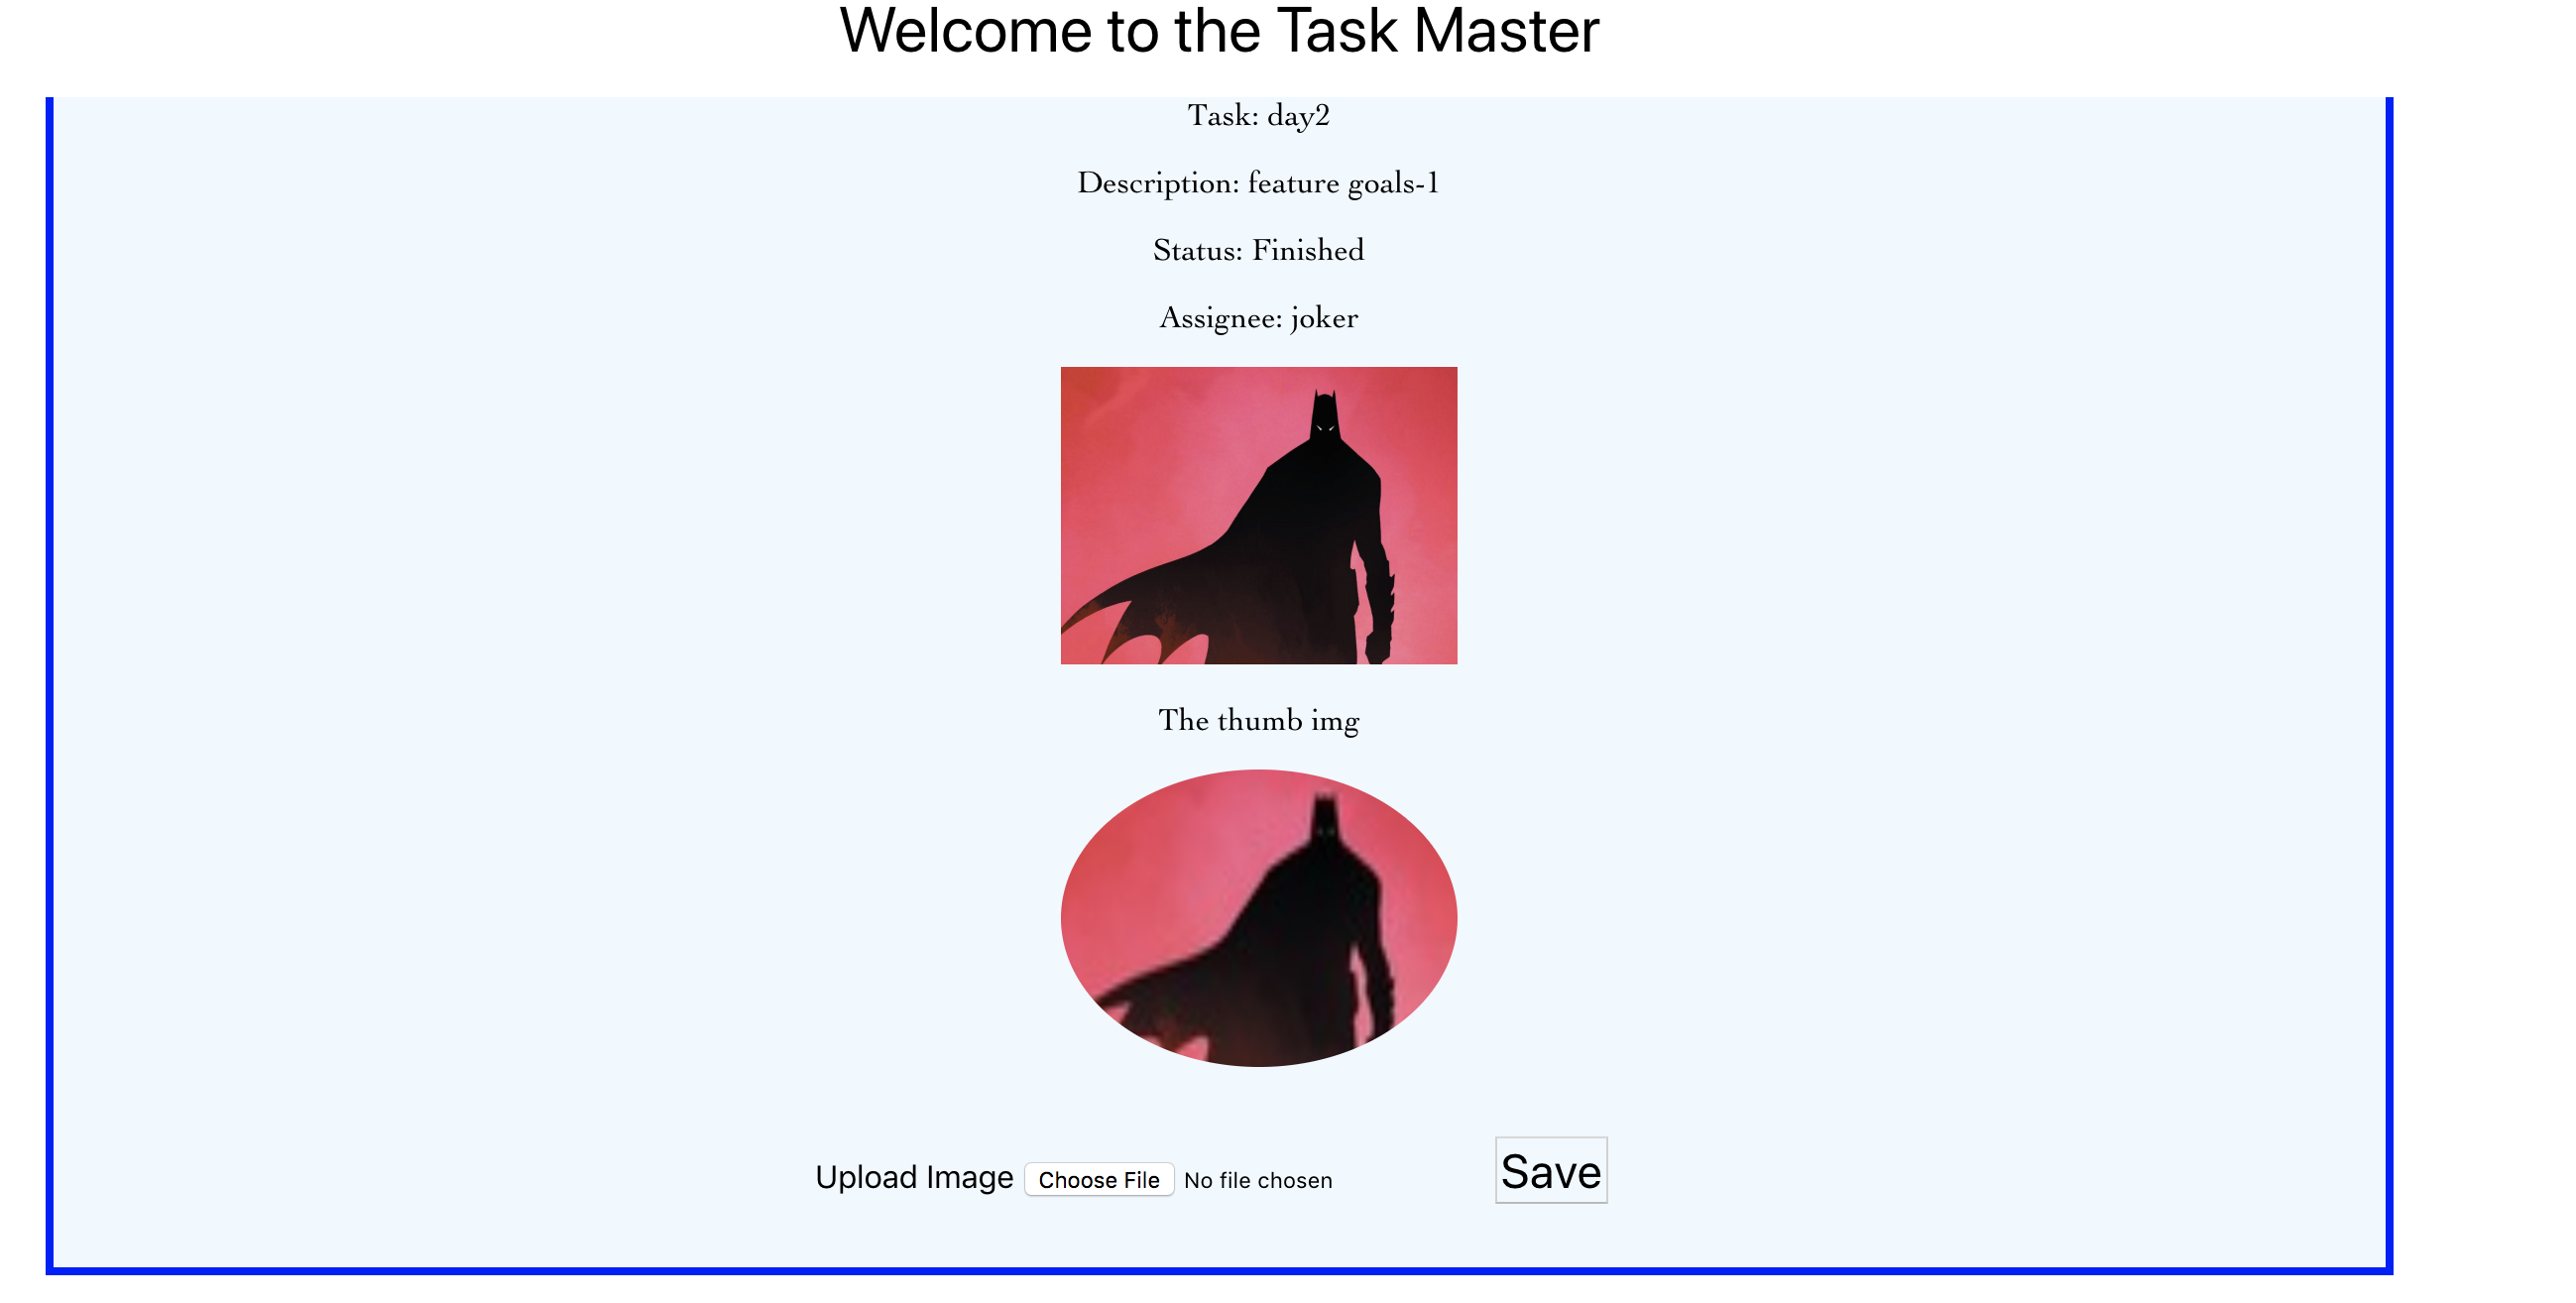 Welcome to the Task Master
Task: day2
Description: feature goals-1
Status: Finished
Assignee: joker
The thumb img
Upload Image Choose File No file chosen Save